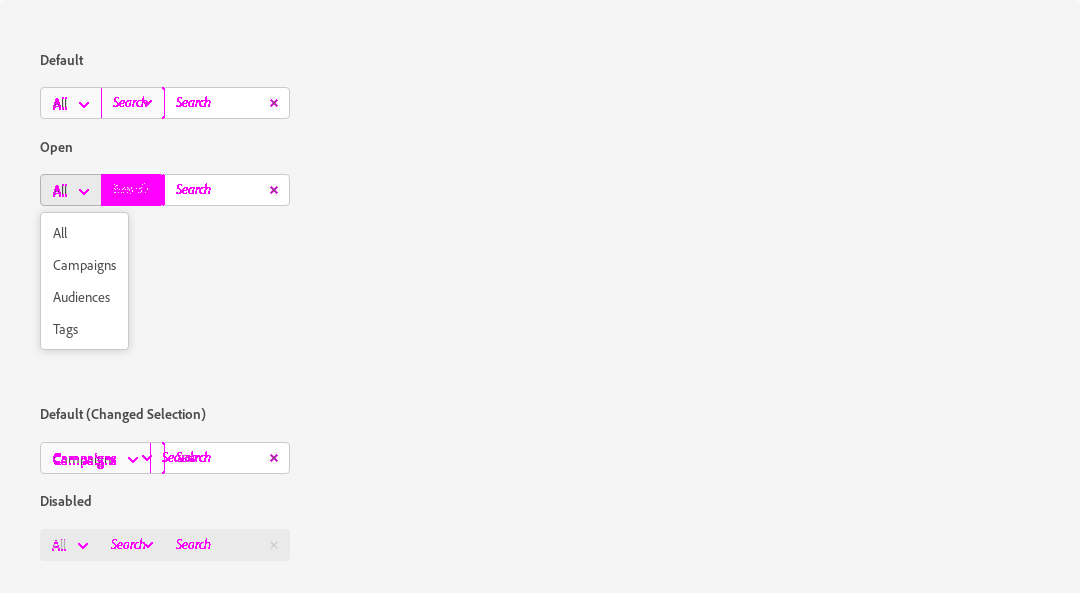 Default
All Search Search
Open
All Search Search
All
Campaigns
Audiences
Tags
Default (Changed Selection)
Campaigns Search Search
Disabled
All Search Search